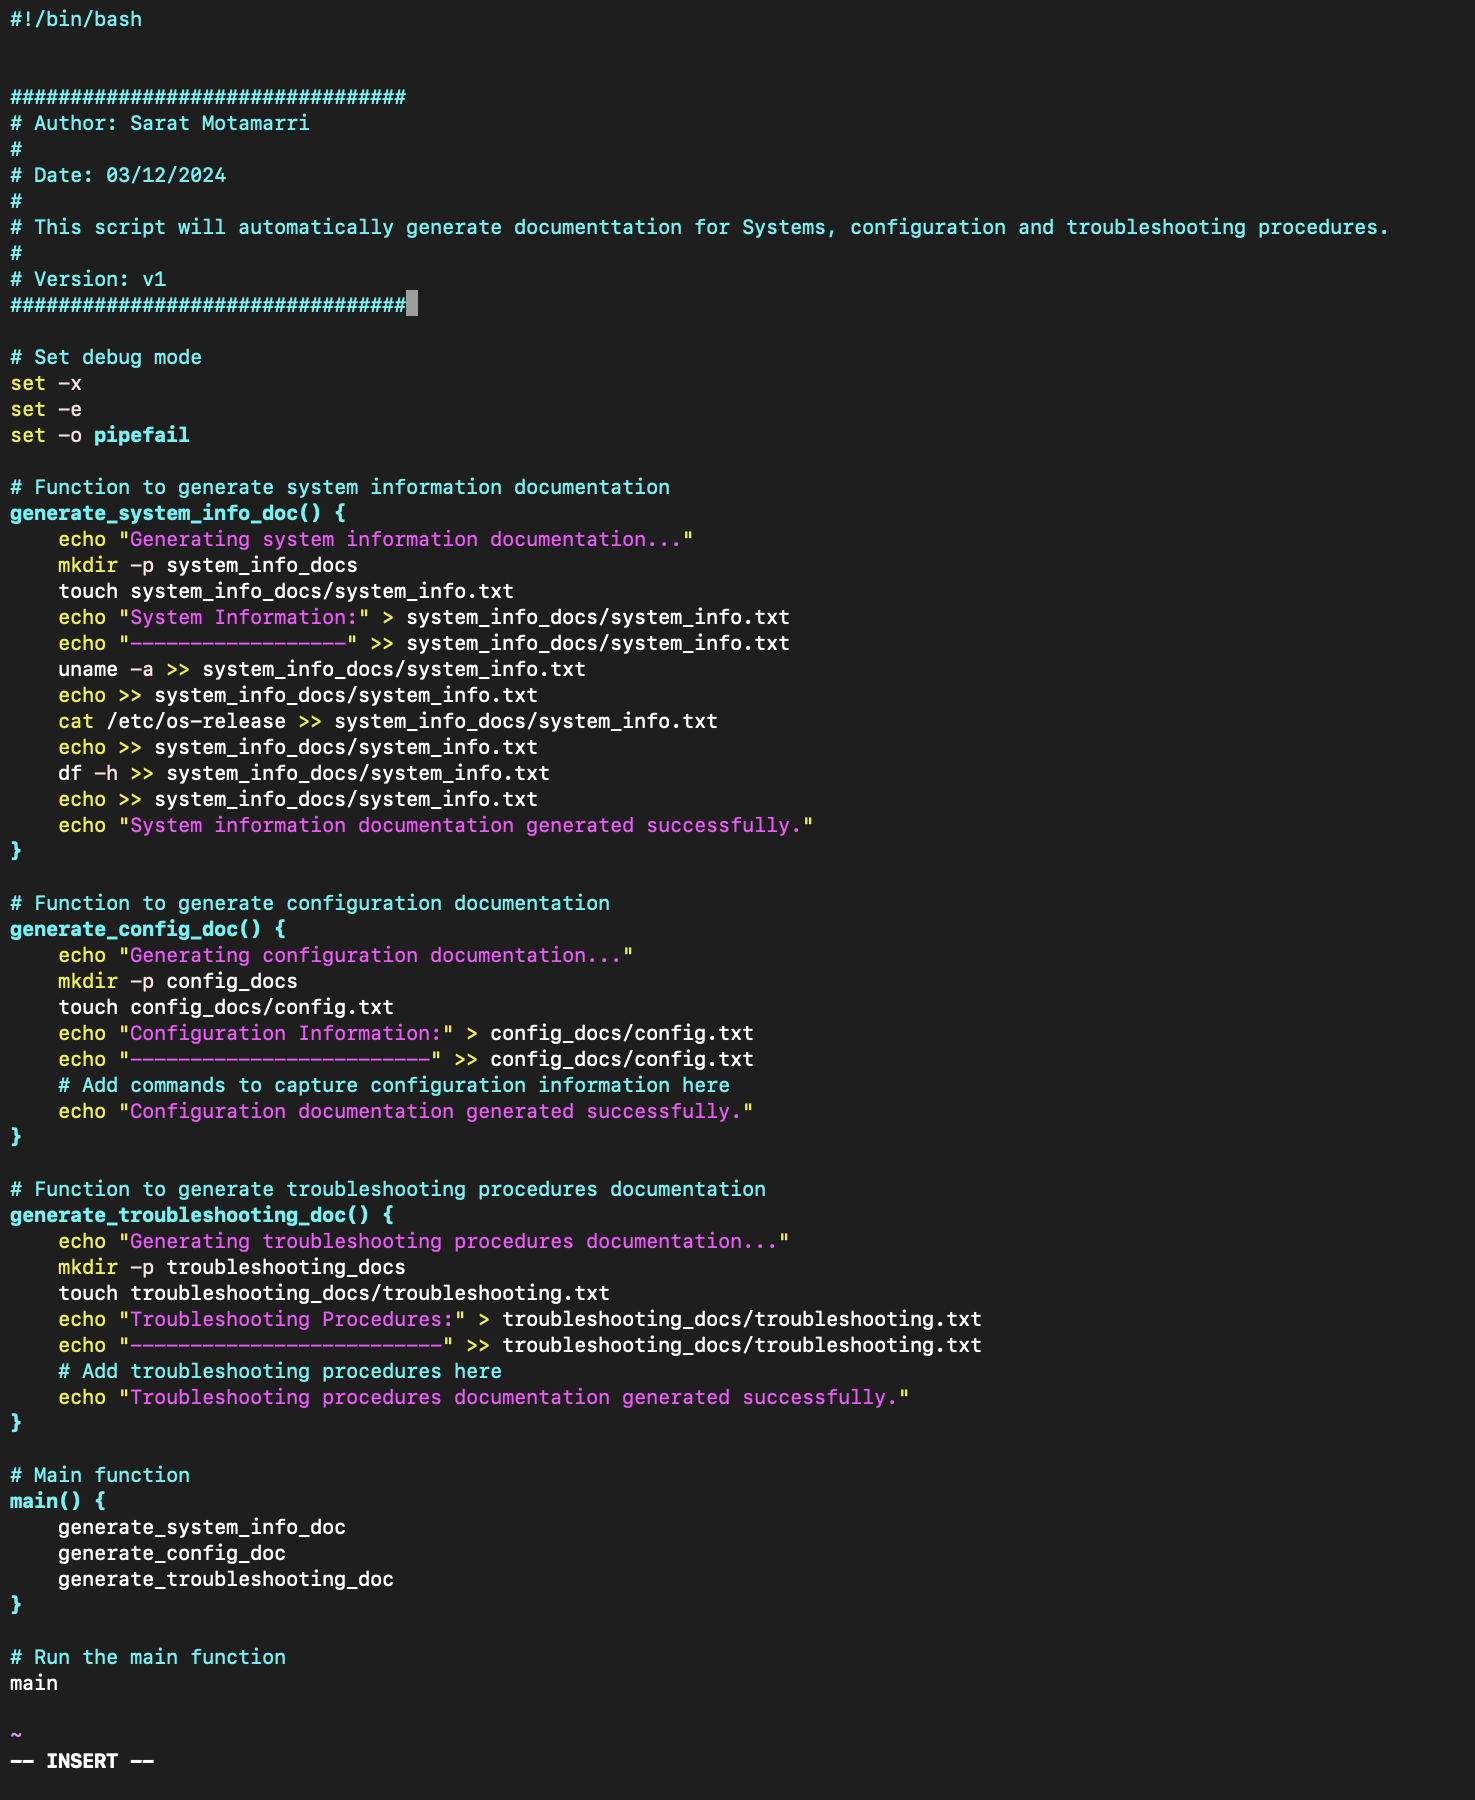 #!/bin/bash
#################################
# Author: Sarat Motamarri
#
# Date: 03/12/2024
#
# This script will automatically generate documenttation for Systems, configuration and troubleshooting procedures.
#
# Version: v1
#################################
# Set debug mode
set -x
set -e
set -o pipefail
# Function to generate system information documentation
generate_system_info_doc() {
    echo "Generating system information documentation..."
    mkdir -p system_info_docs
    touch system_info_docs/system_info.txt
    echo "System Information:" > system_info_docs/system_info.txt
    echo "------------------" >> system_info_docs/system_info.txt
    uname -a >> system_info_docs/system_info.txt
    echo >> system_info_docs/system_info.txt
    cat /etc/os-release >> system_info_docs/system_info.txt
    echo >> system_info_docs/system_info.txt
    df -h >> system_info_docs/system_info.txt
    echo >> system_info_docs/system_info.txt
    echo "System information documentation generated successfully."
}
# Function to generate configuration documentation
generate_config_doc() {
    echo "Generating configuration documentation..."
    mkdir -p config_docs
    touch config_docs/config.txt
    echo "Configuration Information:" > config_docs/config.txt
    echo "-------------------------" >> config_docs/config.txt
    # Add commands to capture configuration information here
    echo "Configuration documentation generated successfully."
}
# Function to generate troubleshooting procedures documentation
generate_troubleshooting_doc() {
    echo "Generating troubleshooting procedures documentation..."
    mkdir -p troubleshooting_docs
    touch troubleshooting_docs/troubleshooting.txt
    echo "Troubleshooting Procedures:" > troubleshooting_docs/troubleshooting.txt
    echo "--------------------------" >> troubleshooting_docs/troubleshooting.txt
    # Add troubleshooting procedures here
    echo "Troubleshooting procedures documentation generated successfully."
}
# Main function
main() {
    generate_system_info_doc
    generate_config_doc
    generate_troubleshooting_doc
}
# Run the main function
main
~
-- INSERT --